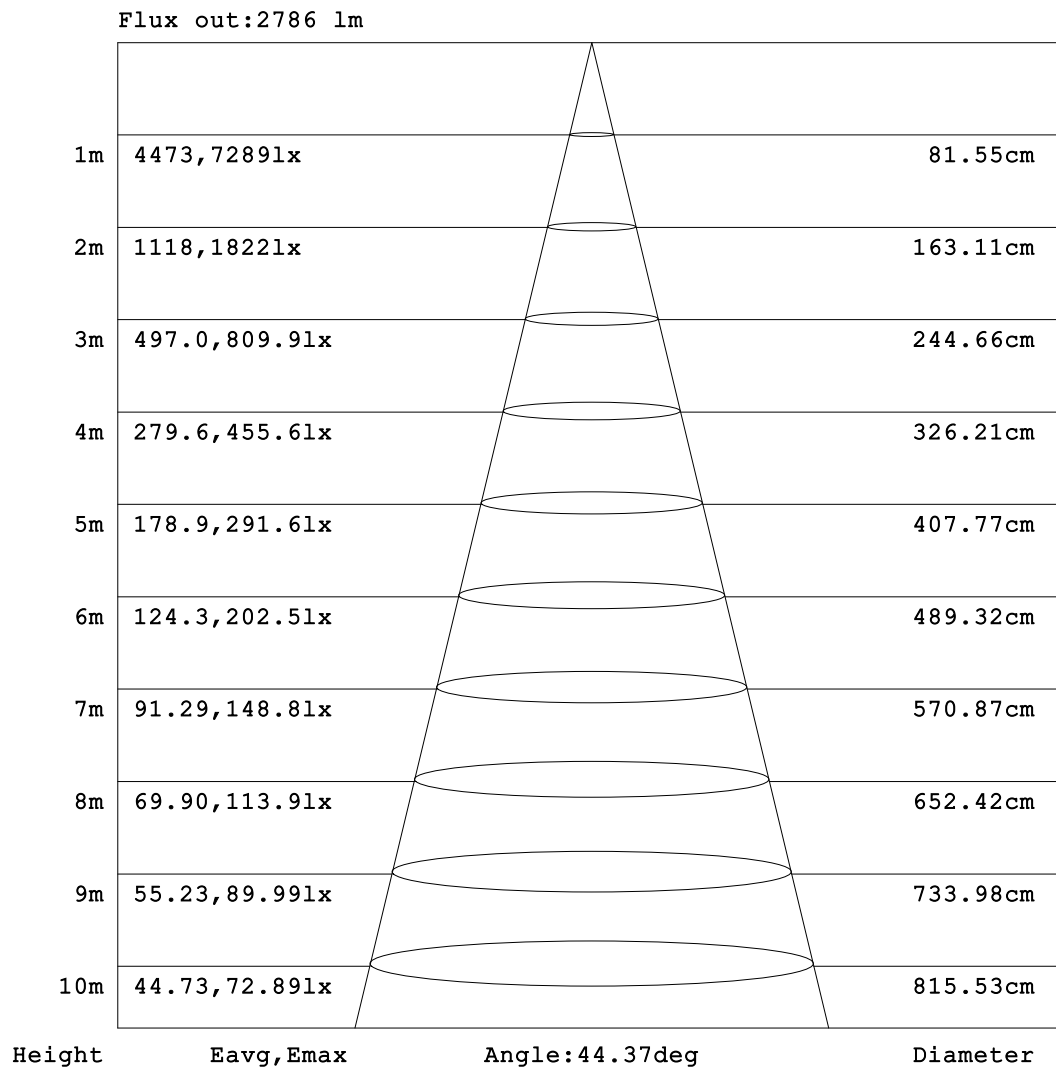 Flux out:2786 lm
1m 4473,7289lx 81.55cm
2m 1118,1822lx 163.11cm
3m 497.0,809.9lx 244.66cm
4m 279.6,455.6lx 326.21cm
5m 178.9,291.6lx 407.77cm
6m 124.3,202.5lx 489.32cm
7m 91.29,148.8lx 570.87cm
8m 69.90,113.9lx 652.42cm
9m 55.23,89.99lx 733.98cm
10m 44.73,72.89lx 815.53cm
Height Eavg,Emax Angle:44.37deg Diameter